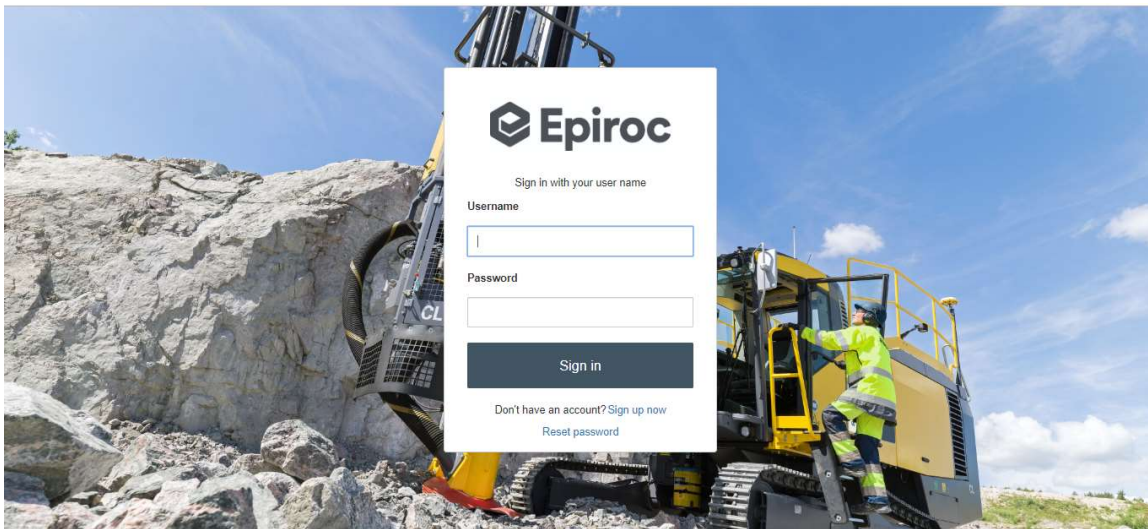 Epiroc
Sign in with your user name
Username
Password
Sign in
Don't have an account? Sign up now
Reset password
CL